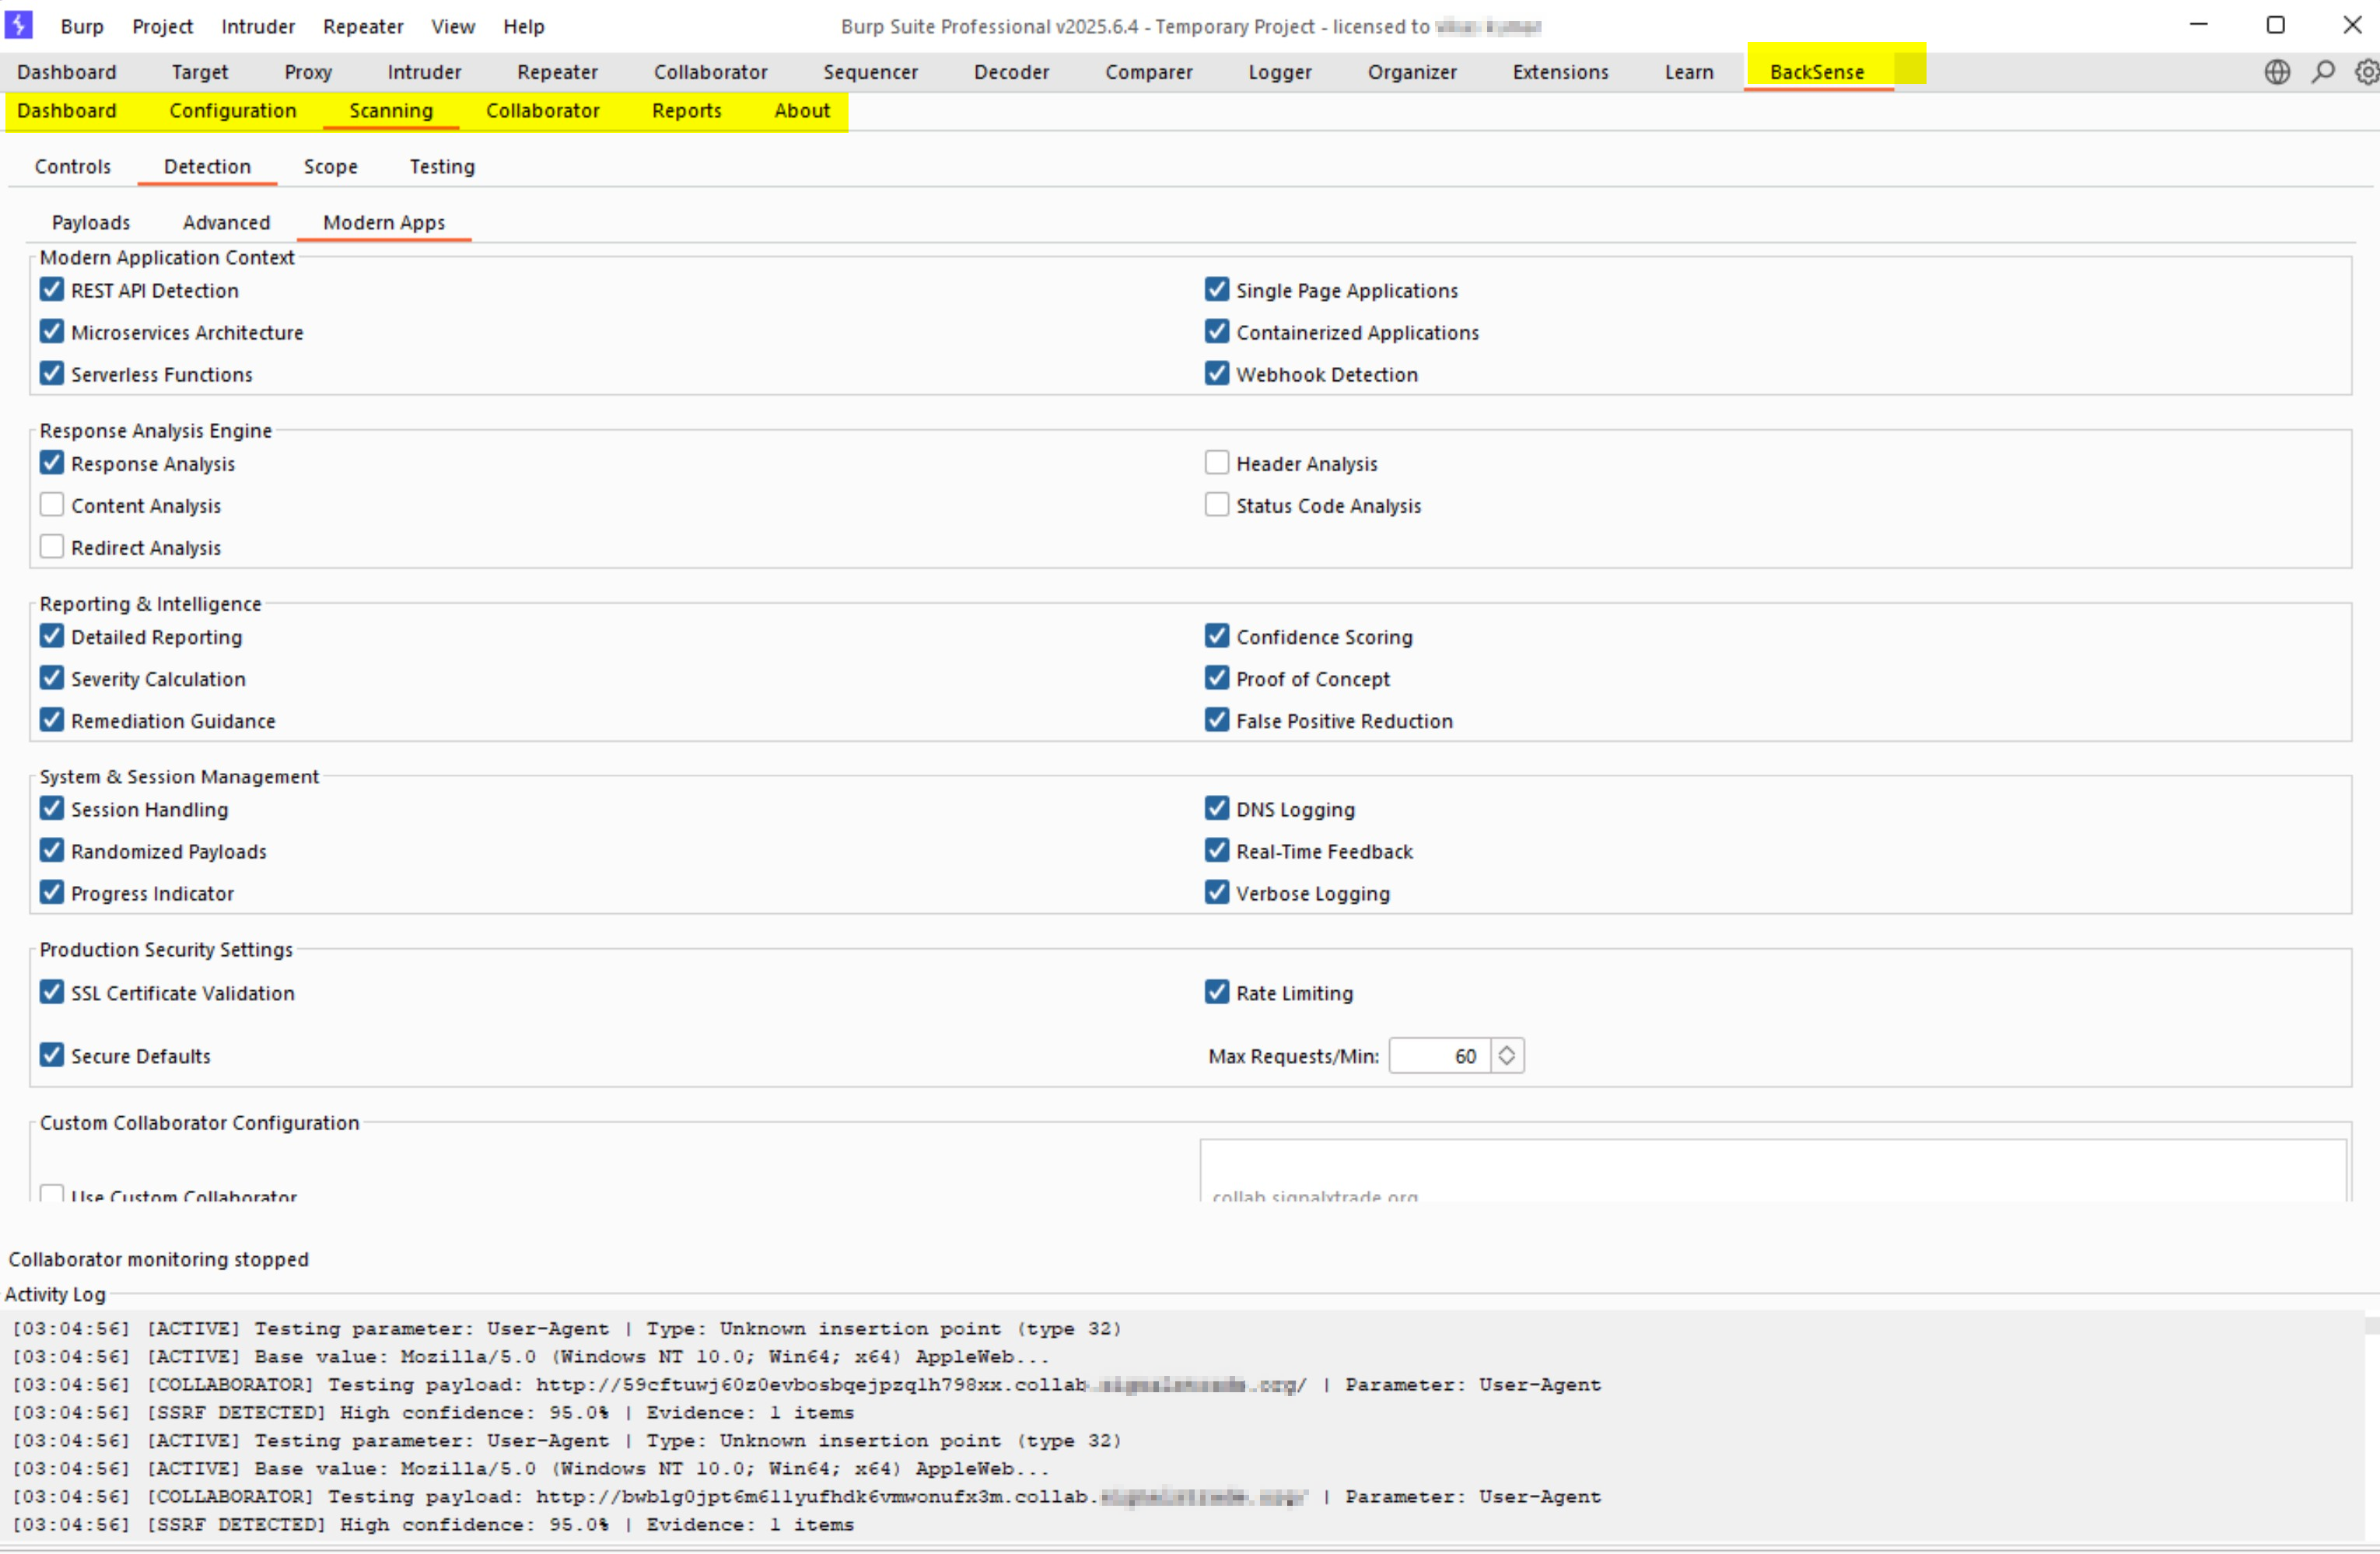 Burp Project Intruder Repeater View Help Burp Suite Professional v2025.6.4 - Temporary Project - licensed to
Dashboard Target Proxy Intruder Repeater Collaborator Sequencer Decoder Comparer Logger Organizer Extensions Learn BackSense
Dashboard Configuration Scanning Collaborator Reports About
Controls Detection Scope Testing
Payloads Advanced Modern Apps
Modern Application Context
REST API Detection Single Page Applications
Microservices Architecture Containerized Applications
Serverless Functions Webhook Detection
Response Analysis Engine
Response Analysis Header Analysis
Content Analysis Status Code Analysis
Redirect Analysis
Reporting & Intelligence
Detailed Reporting Confidence Scoring
Severity Calculation Proof of Concept
Remediation Guidance False Positive Reduction
System & Session Management
Session Handling DNS Logging
Randomized Payloads Real-Time Feedback
Progress Indicator Verbose Logging
Production Security Settings
SSL Certificate Validation Rate Limiting
Secure Defaults Max Requests/Min: 60
Custom Collaborator Configuration
Use Custom Collaborator collab.signalxtrade.org
Collaborator monitoring stopped
Activity Log
[03:04:56] [ACTIVE] Testing parameter: User-Agent | Type: Unknown insertion point (type 32)
[03:04:56] [ACTIVE] Base value: Mozilla/5.0 (Windows NT 10.0; Win64; x64) AppleWeb...
[03:04:56] [COLLABORATOR] Testing payload: http://59cftuwj60z0evbosbqejpzqlh798xx.collab. / | Parameter: User-Agent
[03:04:56] [SSRF DETECTED] High confidence: 95.0% | Evidence: 1 items
[03:04:56] [ACTIVE] Testing parameter: User-Agent | Type: Unknown insertion point (type 32)
[03:04:56] [ACTIVE] Base value: Mozilla/5.0 (Windows NT 10.0; Win64; x64) AppleWeb...
[03:04:56] [COLLABORATOR] Testing payload: http://bwblg0jpt6m6llyufhdk6vmwonufx3m.collab. | Parameter: User-Agent
[03:04:56] [SSRF DETECTED] High confidence: 95.0% | Evidence: 1 items